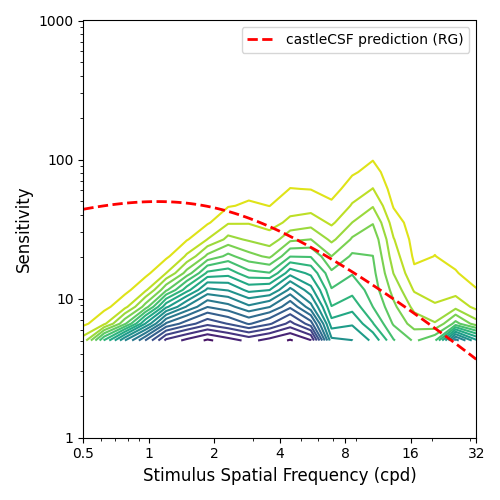 1000
castleCSF prediction (RG)
100
Sensitivity
10
1
0.5 1 2 4 8 16 32
Stimulus Spatial Frequency (cpd)